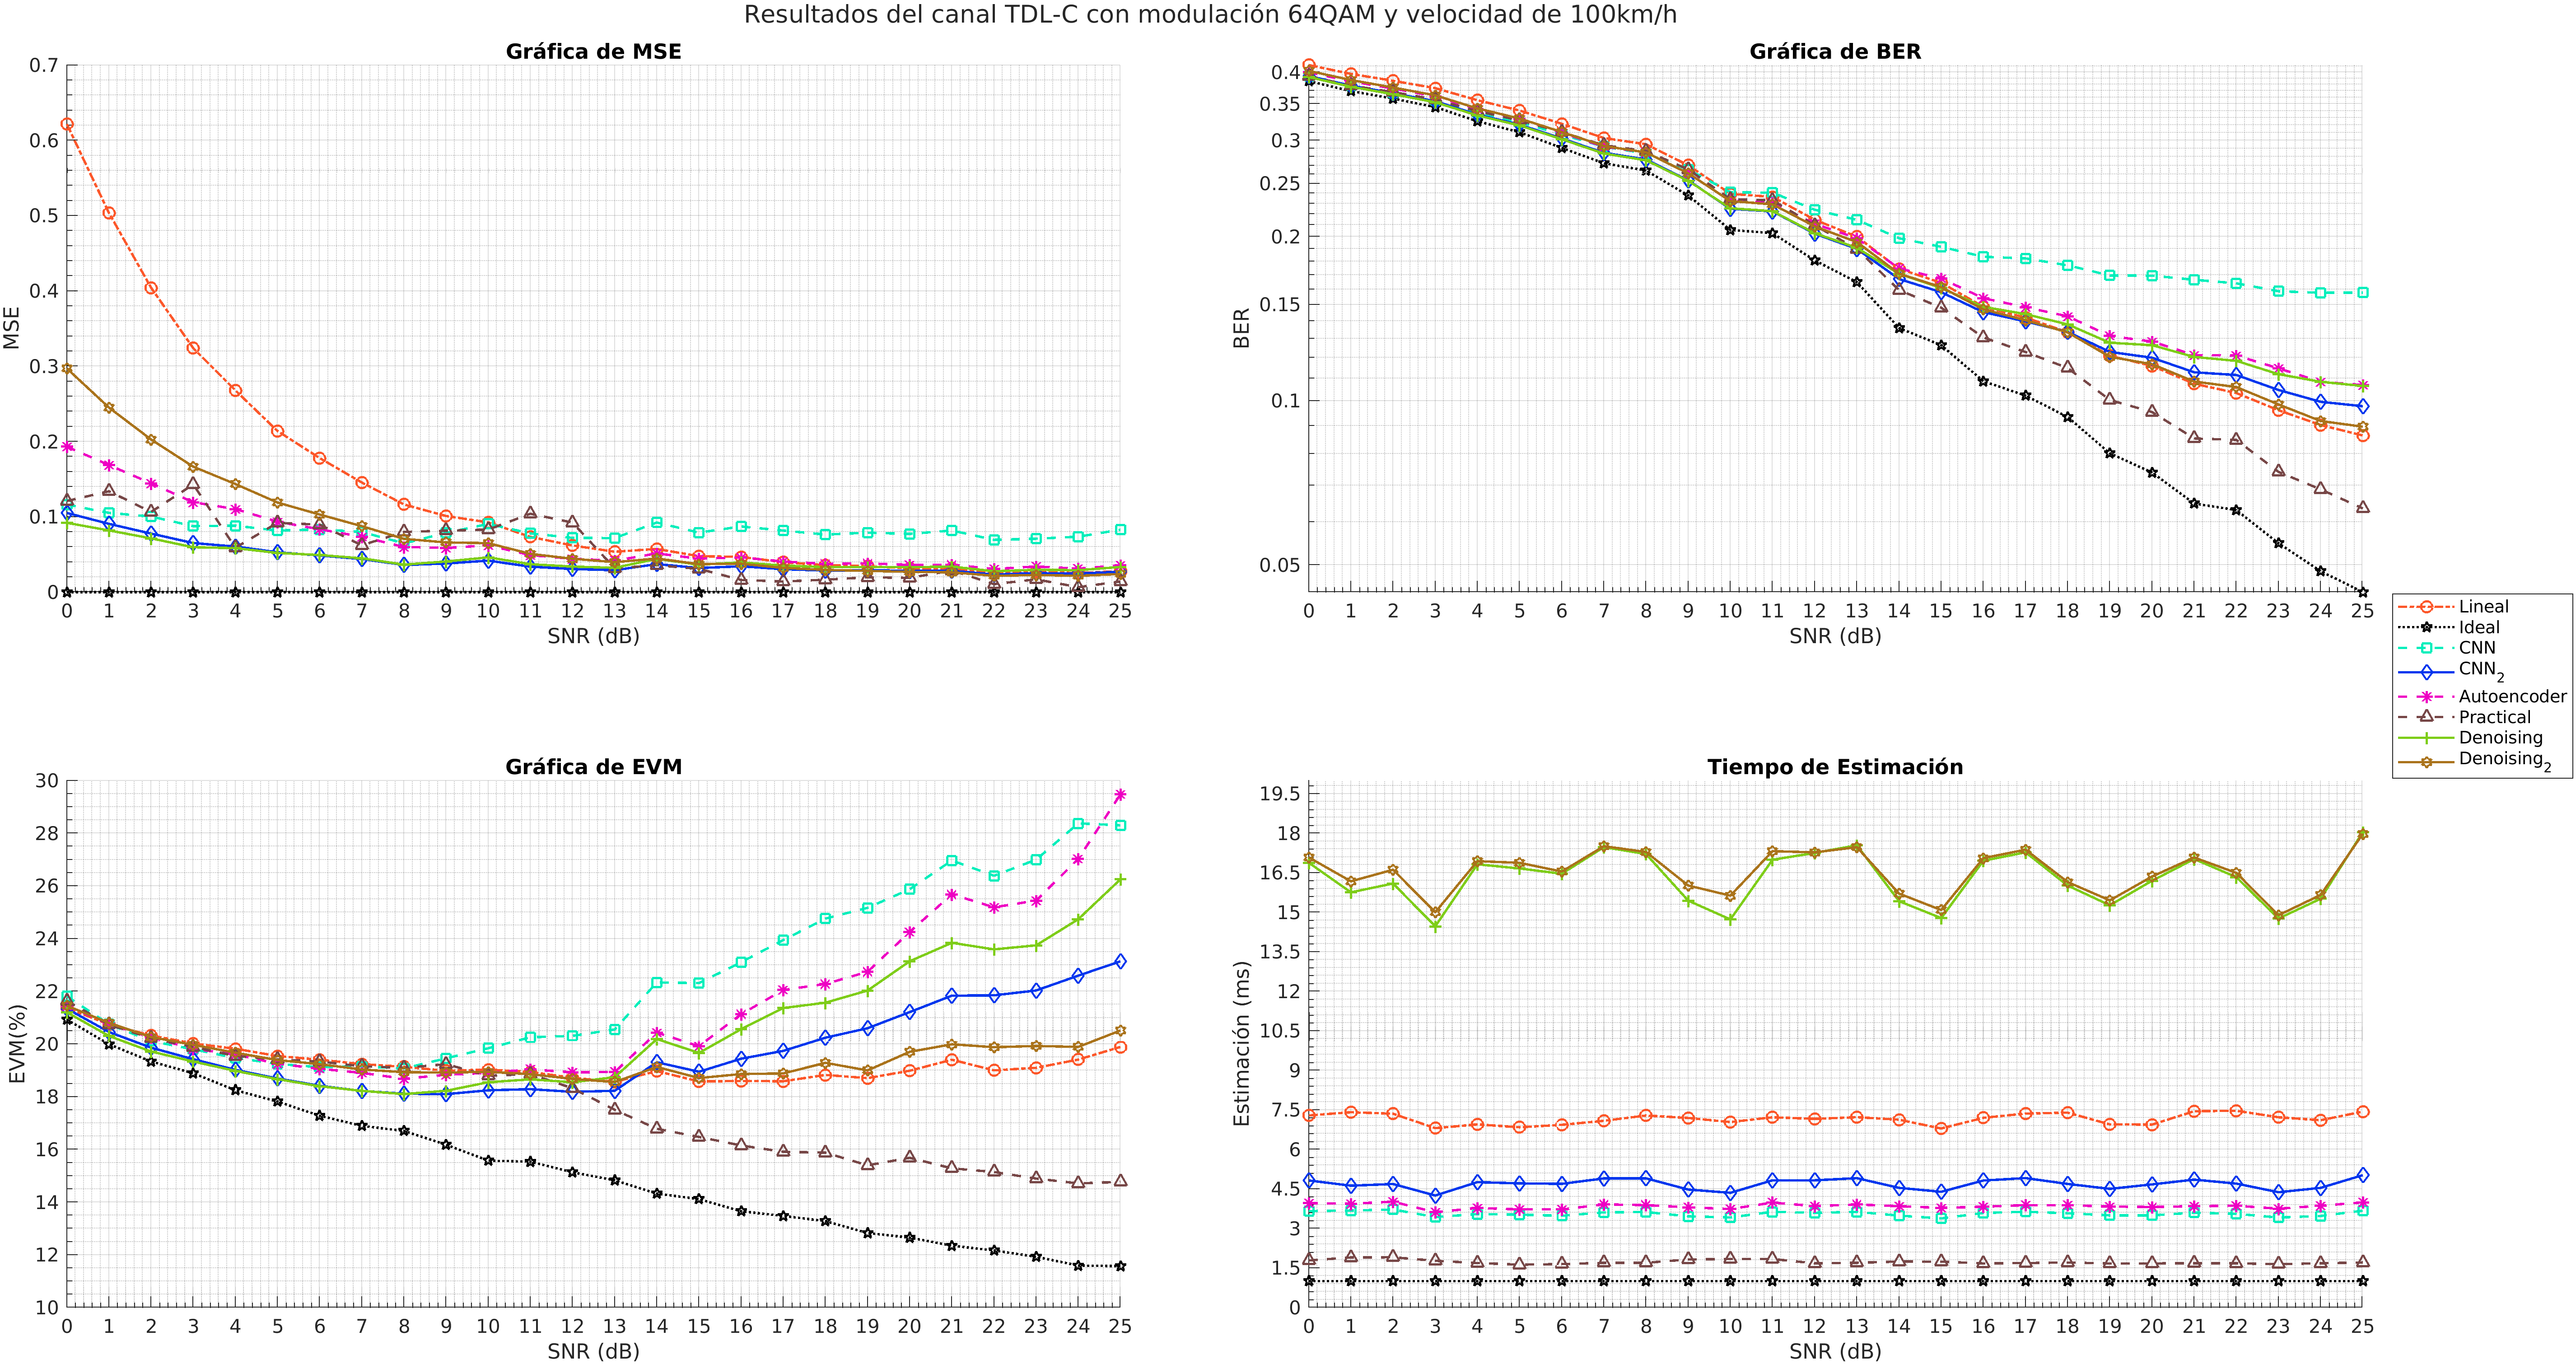 Resultados del canal TDL-C con modulación 64QAM y velocidad de 100km/h
Gráfica de MSE
0.7
0.6
0.5
0.4
0.3
0.2
0.1
0
MSE
0 1 2 3 4 5 6 7 8 9 10 11 12 13 14 15 16 17 18 19 20 21 22 23 24 25
SNR (dB)
Gráfica de BER
0.4
0.35
0.3
0.25
0.2
0.15
0.1
0.05
BER
0 1 2 3 4 5 6 7 8 9 10 11 12 13 14 15 16 17 18 19 20 21 22 23 24 25
SNR (dB)
Lineal
Ideal
CNN
CNN2
Autoencoder
Practical
Denoising
Denoising2
Gráfica de EVM
30
28
26
24
22
20
18
16
14
12
10
EVM(%)
0 1 2 3 4 5 6 7 8 9 10 11 12 13 14 15 16 17 18 19 20 21 22 23 24 25
SNR (dB)
Tiempo de Estimación
19.5
18
16.5
15
13.5
12
10.5
9
7.5
6
4.5
3
1.5
0
Estimación (ms)
0 1 2 3 4 5 6 7 8 9 10 11 12 13 14 15 16 17 18 19 20 21 22 23 24 25
SNR (dB)